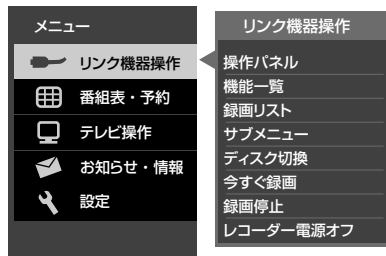 メニュー
リンク機器操作
番組表・予約
テレビ操作
お知らせ・情報
設定
リンク機器操作
操作パネル
機能一覧
録画リスト
サブメニュー
ディスク切換
今すぐ録画
録画停止
レコーダー電源オフ